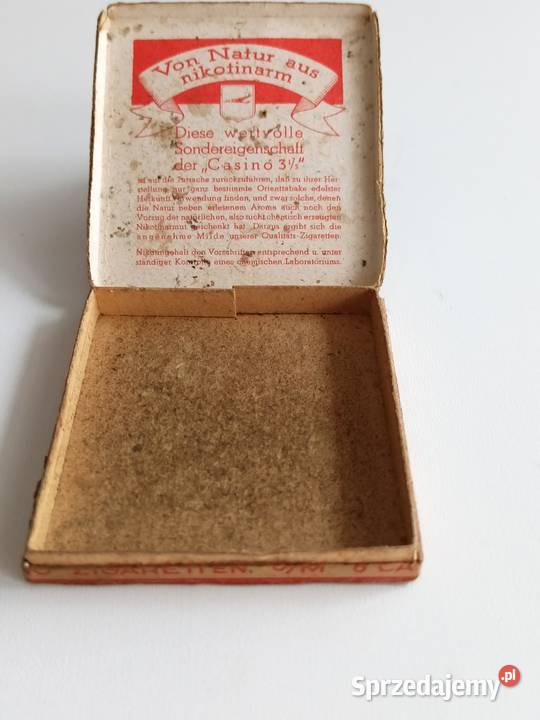 Von Natur aus
nikotinarm
Diese wertvolle
Sondereigenschaft
der „Casino 3⅓"
ist auf die Tatsache zurückzuführen, daß zu ihrer Her-
stellung nur ganz bestimmte Orienttabake edelster
Herkunft Verwendung finden, und zwar solche, denen
die Natur neben erlesenem Aroma auch noch den
Vorzug der natürlichen, also nicht chemisch erzeugten
Nikotinarmut geschenkt hat. Daraus ergibt sich die
angenehme Milde unserer Qualitäts-Zigaretten.
Nikotingehalt den Vorschriften entsprechend u. unter
ständiger Kontrolle eines chemischen Laboratoriums.
ZIGARETTEN. O/M 6 CA
Sprzedajemy.pl